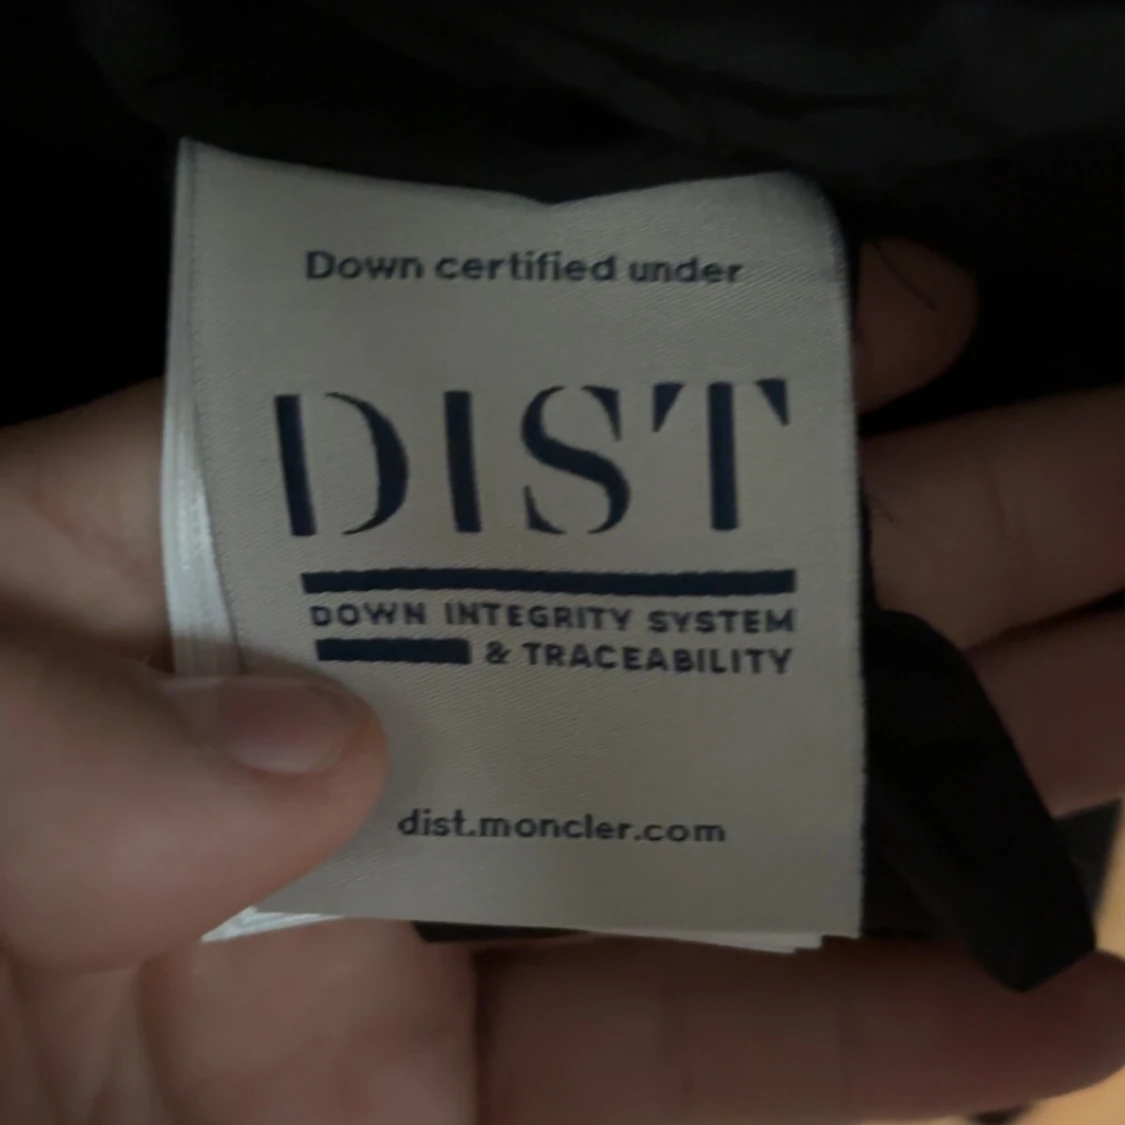 Down certified under
DIST
DOWN INTEGRITY SYSTEM
& TRACEABILITY
dist.moncler.com